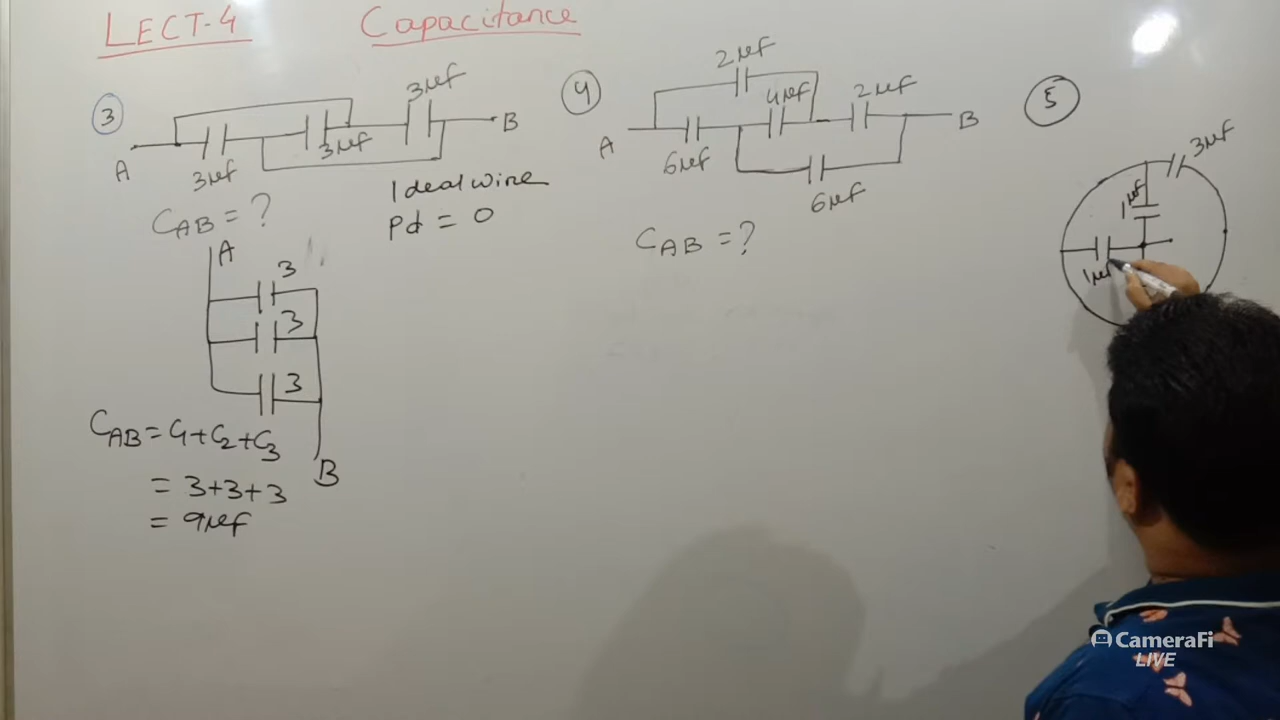 LECT-4 Capacitance
3
3μf
3μf
3μf
A
B
CAB = ?
Ideal wire
Pd = 0
A
3
3
3
B
CAB = C1+C2+C3
= 3+3+3
= 9μf
4
2μf
4μf
2μf
A
B
6μf
6μf
CAB = ?
5
3μf
1μf
1μf
CameraFi
LIVE